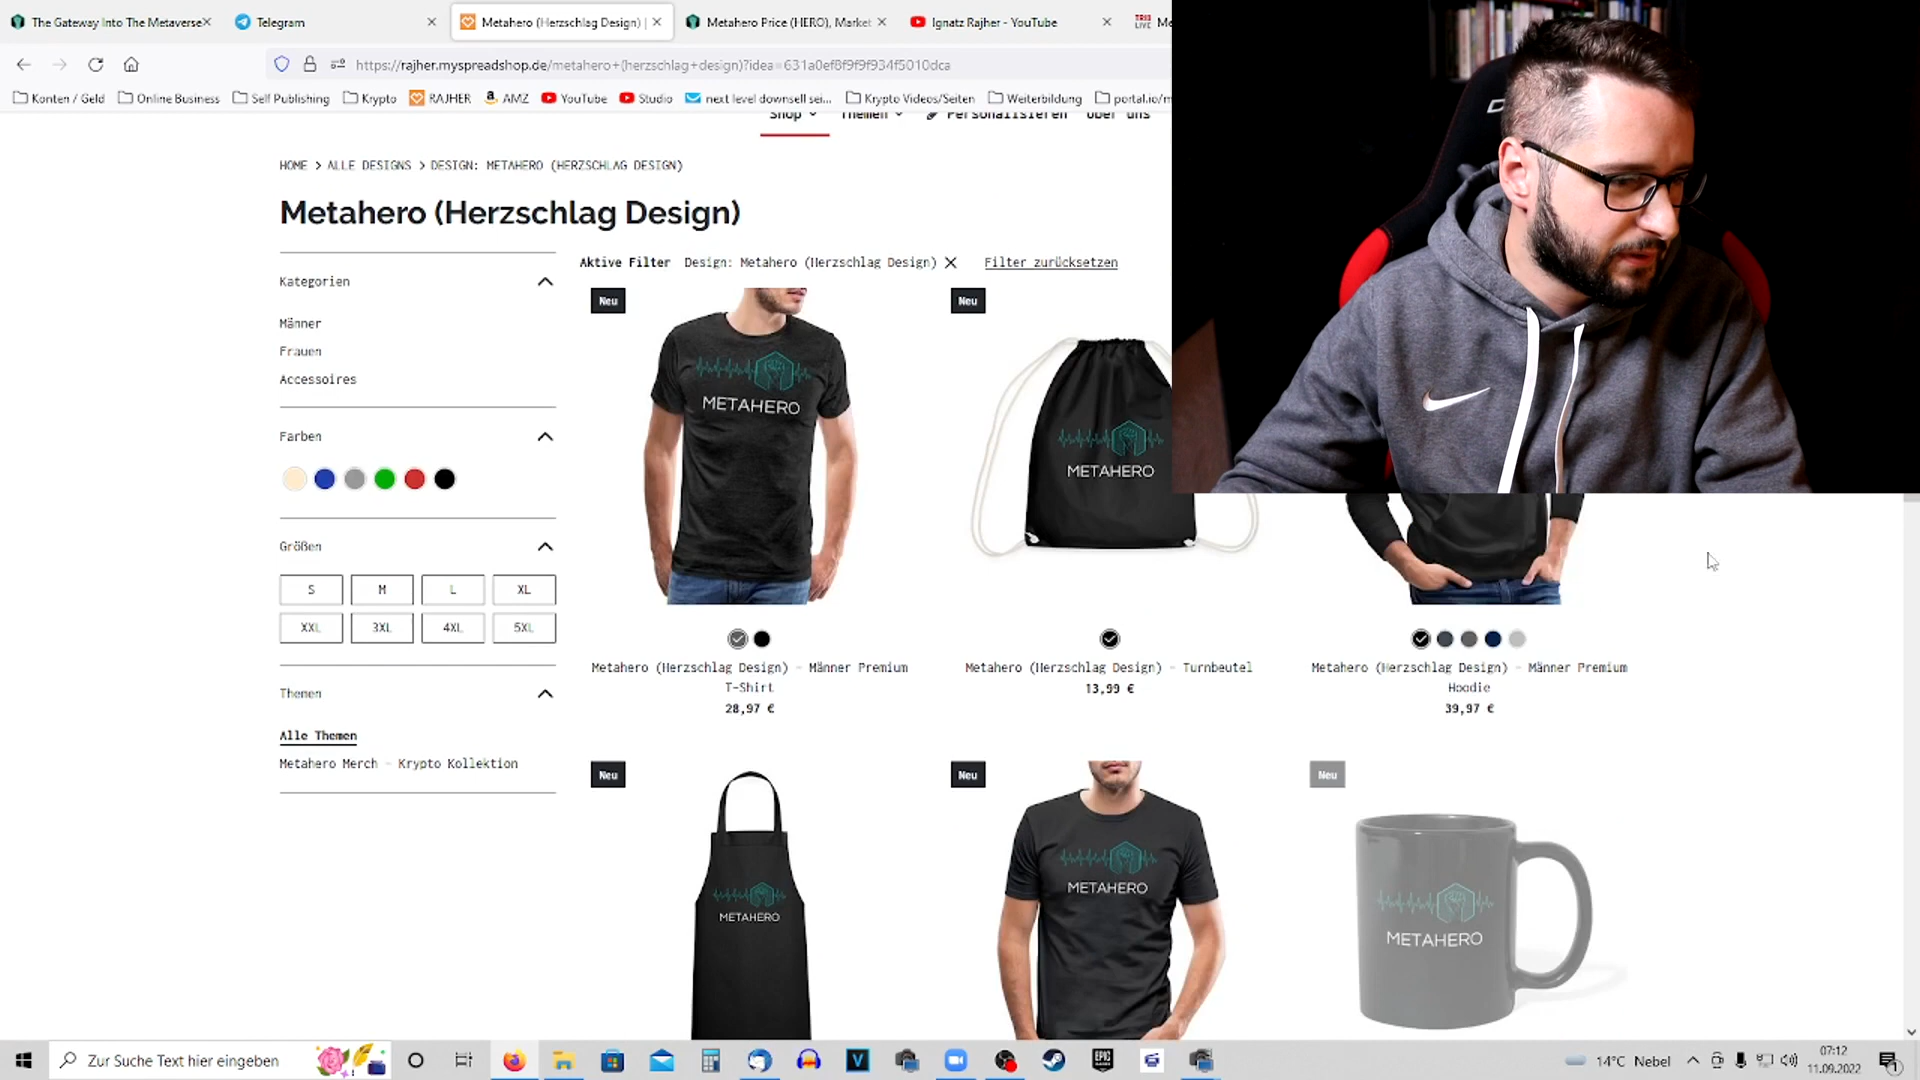 The Gateway Into The Metaverse
Telegram
Metahero (Herzschlag Design) |
Metahero Price (HERO), Market
Ignatz Rajher - YouTube
Me
https://rajher.myspreadshop.de/metahero+(herzschlag+design)?idea=631a0ef8f9f9f934f5010dca
Konten / Geld
Online Business
Self Publishing
Krypto
RAJHER
AMZ
YouTube
Studio
next level downsell sei...
Krypto Videos/Seiten
Weiterbildung
portal.io/m
Shop
Themen
Personalisieren
Über uns
HOME > ALLE DESIGNS > DESIGN: METAHERO (HERZSCHLAG DESIGN)
Metahero (Herzschlag Design)
Aktive Filter Design: Metahero (Herzschlag Design) Filter zurücksetzen
Kategorien
Männer
Frauen
Accessoires
Farben
Größen
S M L XL
XXL 3XL 4XL 5XL
Themen
Alle Themen
Metahero Merch - Krypto Kollektion
Neu
METAHERO
Metahero (Herzschlag Design) - Männer Premium
T-Shirt
28,97 €
Neu
METAHERO
Metahero (Herzschlag Design) - Turnbeutel
13,99 €
Metahero (Herzschlag Design) - Männer Premium
Hoodie
39,97 €
Neu
METAHERO
Neu
METAHERO
Neu
METAHERO
Zur Suche Text hier eingeben
EPIC
14°C Nebel
07:12
11.09.2022